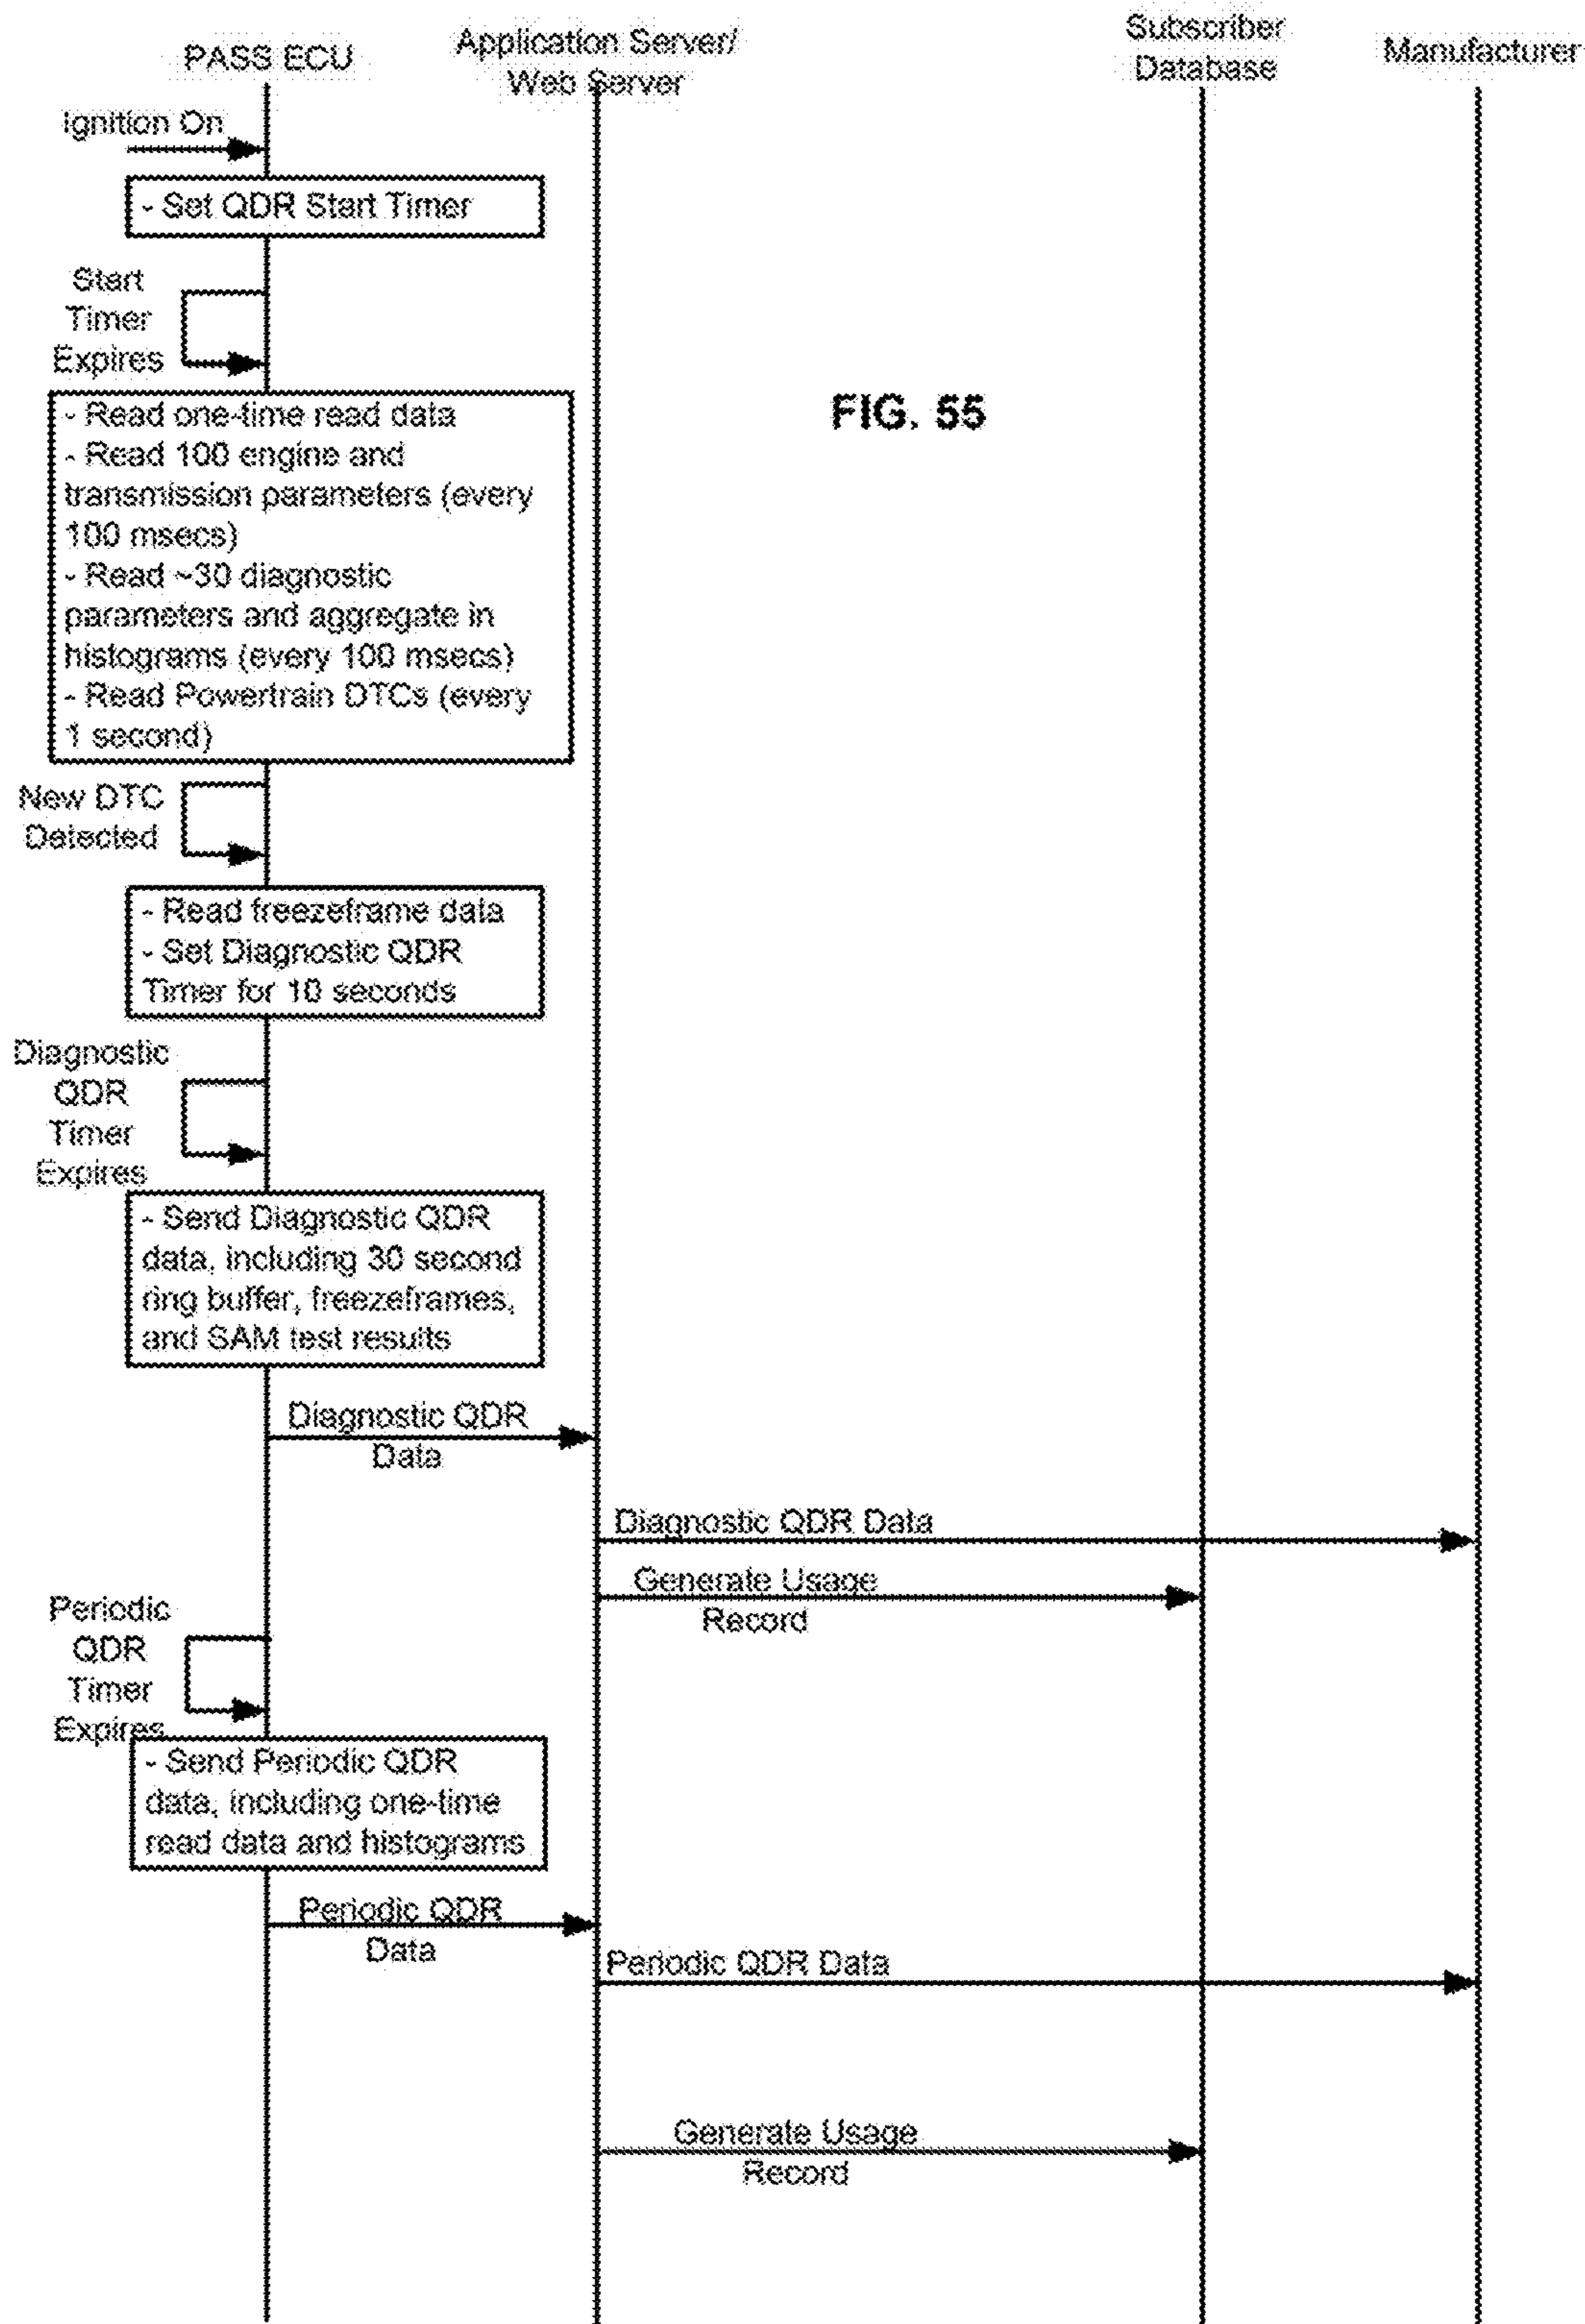 PASS ECU
Application Server/
Web Server
Subscriber
Database
Manufacturer
Ignition On
- Set QDR Start Timer
Start
Timer
Expires
FIG. 55
- Read one-time read data
- Read 100 engine and
transmission parameters (every
100 msecs)
- Read ~30 diagnostic
parameters and aggregate in
histograms (every 100 msecs)
- Read Powertrain DTCs (every
1 second)
New DTC
Detected
- Read freezeframe data
- Set Diagnostic QDR
Timer for 10 seconds
Diagnostic
QDR
Timer
Expires
- Send Diagnostic QDR
data, including 30 second
ring buffer, freezeframes,
and SAM test results
Diagnostic QDR
Data
Diagnostic QDR Data
Generate Usage
Record
Periodic
QDR
Timer
Expires
- Send Periodic QDR
data, including one-time
read data and histograms
Periodic QDR
Data
Periodic QDR Data
Generate Usage
Record